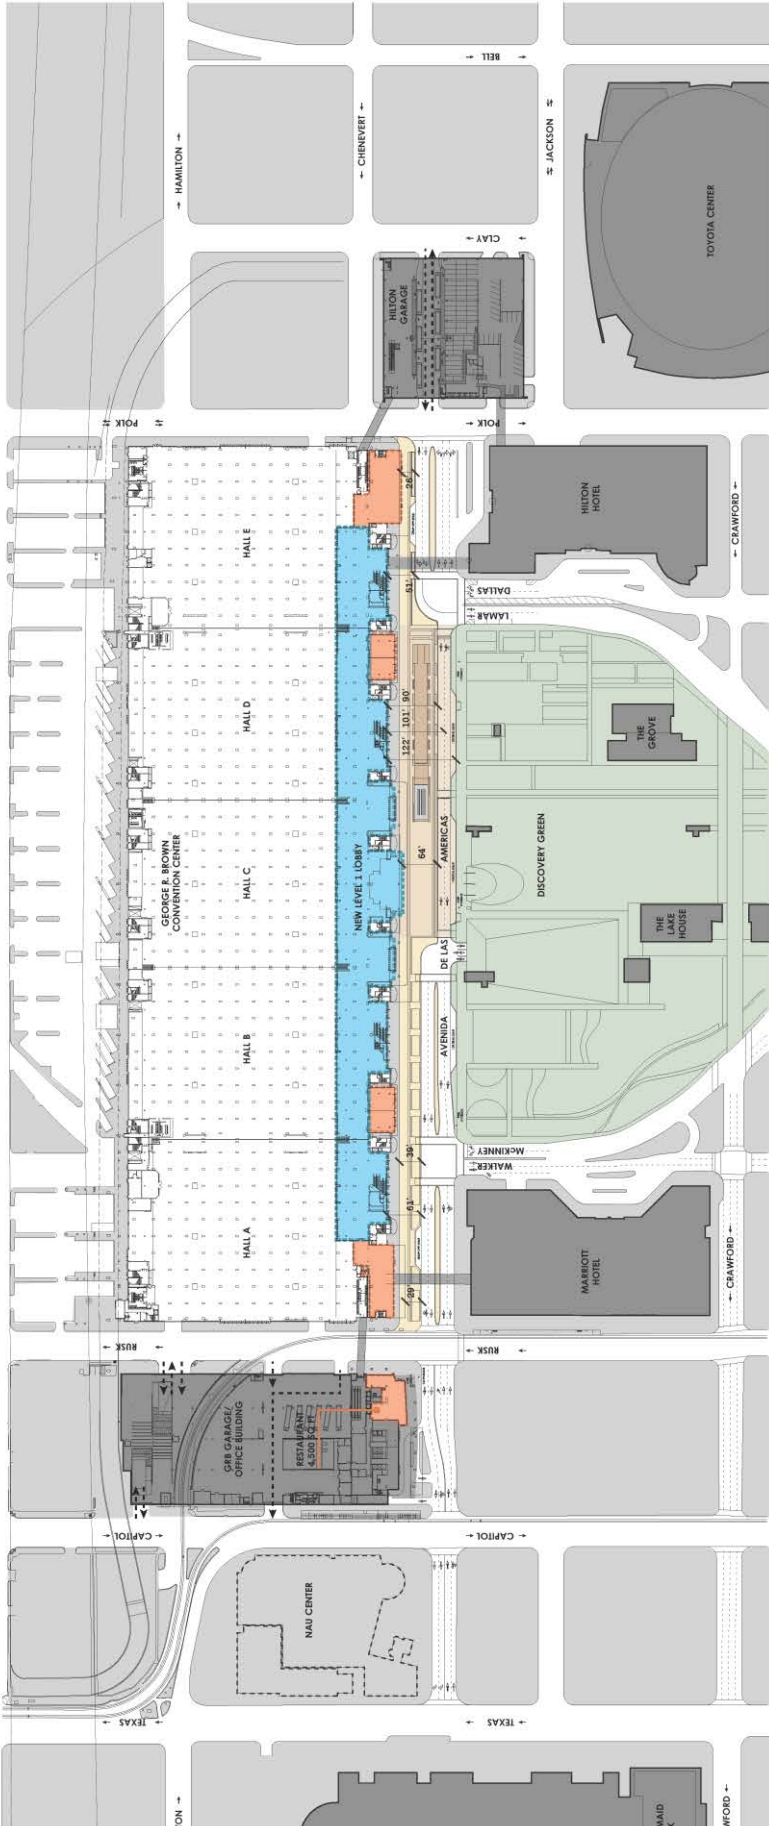 BELL
HAMILTON
CHENEVERT
JACKSON
TOYOTA CENTER
CLAY
HILTON
GARAGE
POLK
POLK
HILTON
HOTEL
CRAWFORD
26'
HALL E
51'
DALLAS
LAMAR
HALL D
122' 101' 90'
THE
GROVE
GEORGE R. BROWN
CONVENTION CENTER
HALL C
NEW LEVEL 1 LOBBY
64'
AVENIDA DE LAS AMERICAS
DISCOVERY GREEN
THE
LAKE
HOUSE
HALL B
39'
McKINNEY
WALKER
61'
HALL A
29'
MARRIOTT
HOTEL
CRAWFORD
RUSK
RUSK
GRB GARAGE/
OFFICE BUILDING
RESTAURANT
4,500 SQ FT
CAPITOL
CAPITOL
NAU CENTER
TEXAS
TEXAS
TON
MAID
WFORD